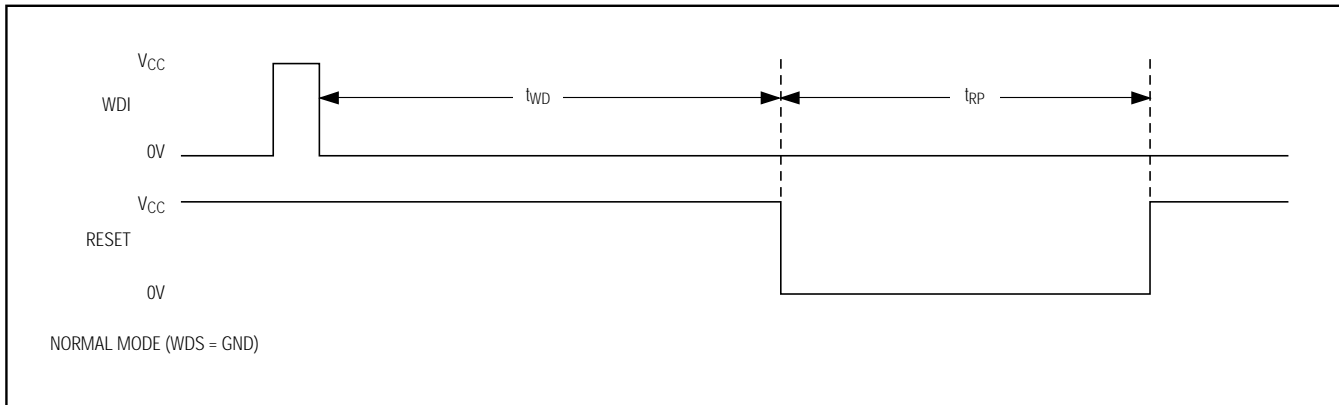 VCC
WDI
tWD
tRP
0V
VCC
RESET
0V
NORMAL MODE (WDS = GND)